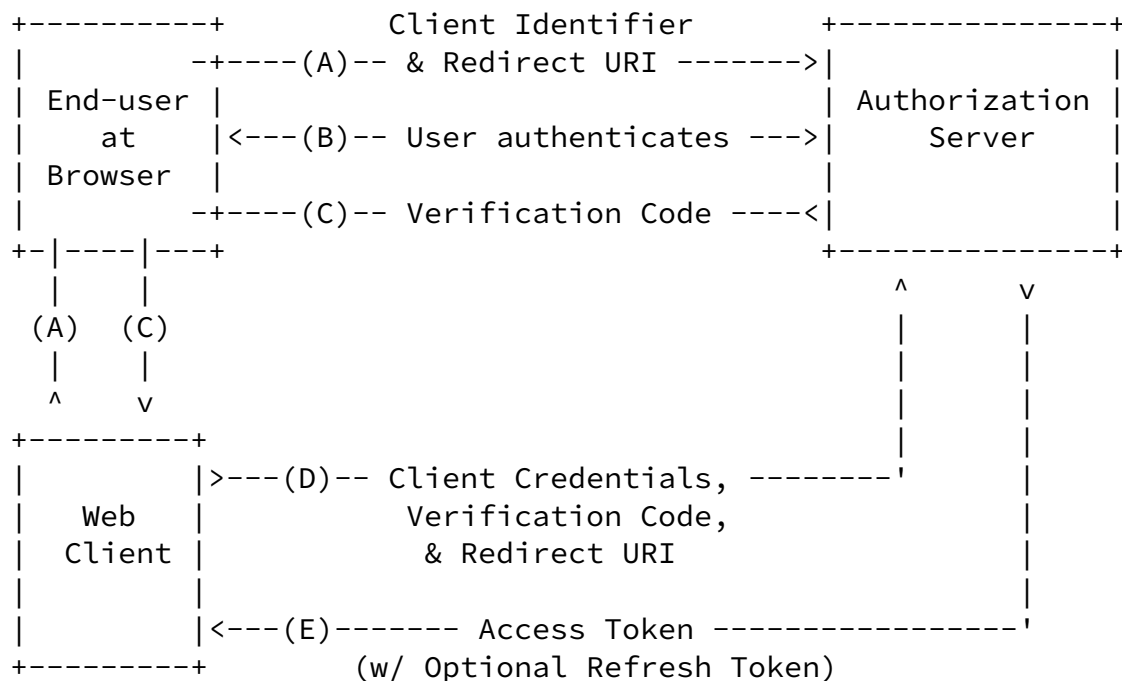 +----------+          Client Identifier       +---------------+
|         -+----(A)-- & Redirect URI ------->|               |
| End-user |                                  | Authorization |
|    at    |<---(B)-- User authenticates --->|     Server    |
| Browser  |                                  |               |
|         -+----(C)-- Verification Code ----<|               |
+-|----|---+                                  +---------------+
  |    |                                          ^      v
 (A)  (C)                                         |      |
  |    |                                          |      |
  ^    v                                          |      |
+---------+                                       |      |
|         |>---(D)-- Client Credentials, --------'      |
|   Web   |           Verification Code,                 |
|  Client |            & Redirect URI                    |
|         |                                              |
|         |<---(E)------- Access Token -----------------'
+---------+        (w/ Optional Refresh Token)